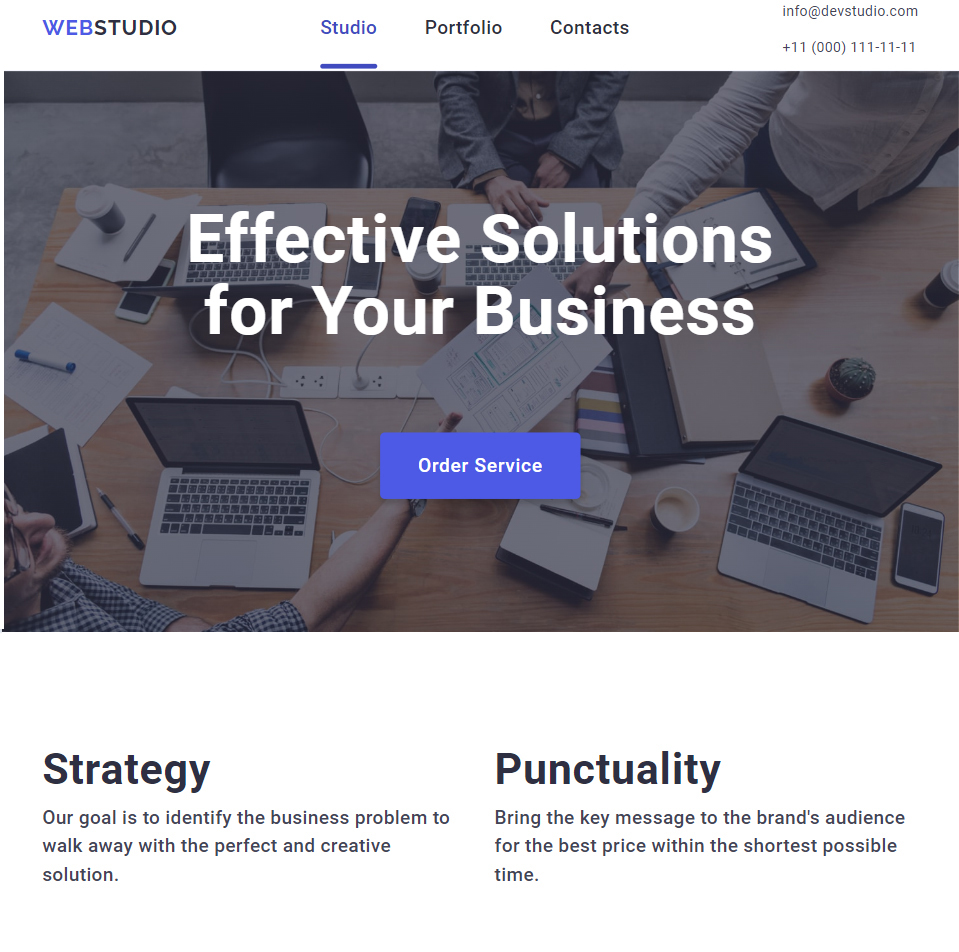 WEBSTUDIO
Studio
Portfolio
Contacts
info@devstudio.com
+11 (000) 111-11-11
Effective Solutions
for Your Business
Order Service
Strategy
Our goal is to identify the business problem to
walk away with the perfect and creative
solution.
Punctuality
Bring the key message to the brand's audience
for the best price within the shortest possible
time.